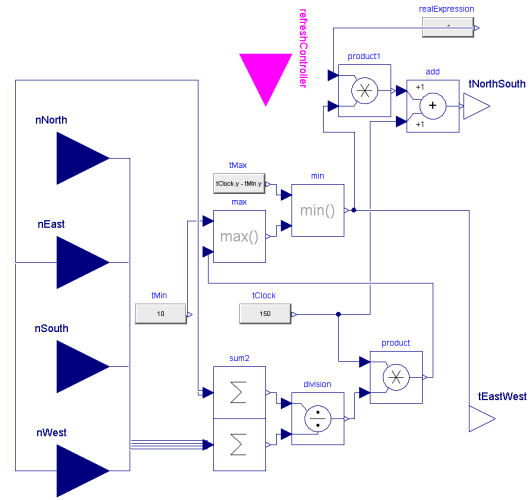 realExpression
refreshController
product1
add
+1
+
+1
tNorthSouth
nNorth
tMax
tClock.y - tMin.y
min
min()
max
max()
nEast
tMin
10
tClock
150
nSouth
sum2
Σ
division
÷
product
tEastWest
nWest
Σ